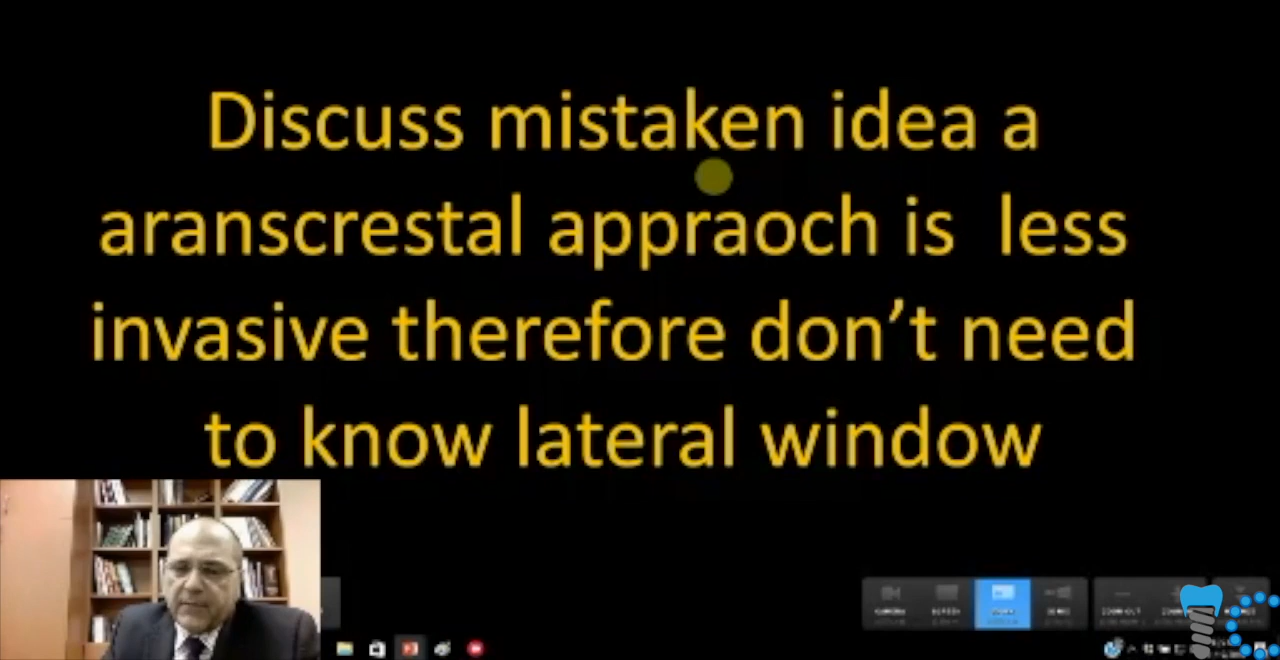 Discuss mistaken idea a
aranscrestal appraoch is less
invasive therefore don't need
to know lateral window